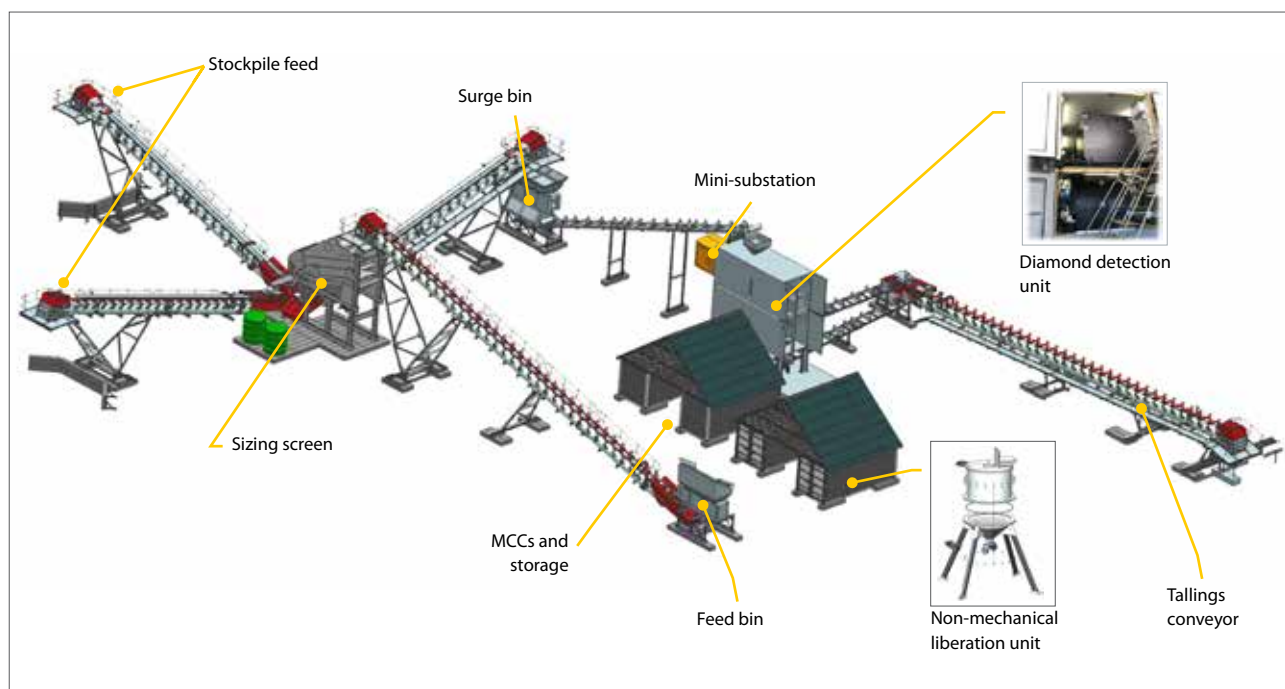 Stockpile feed
Surge bin
Mini-substation
Diamond detection
unit
Sizing screen
MCCs and
storage
Feed bin
Non-mechanical
liberation unit
Tallings
conveyor